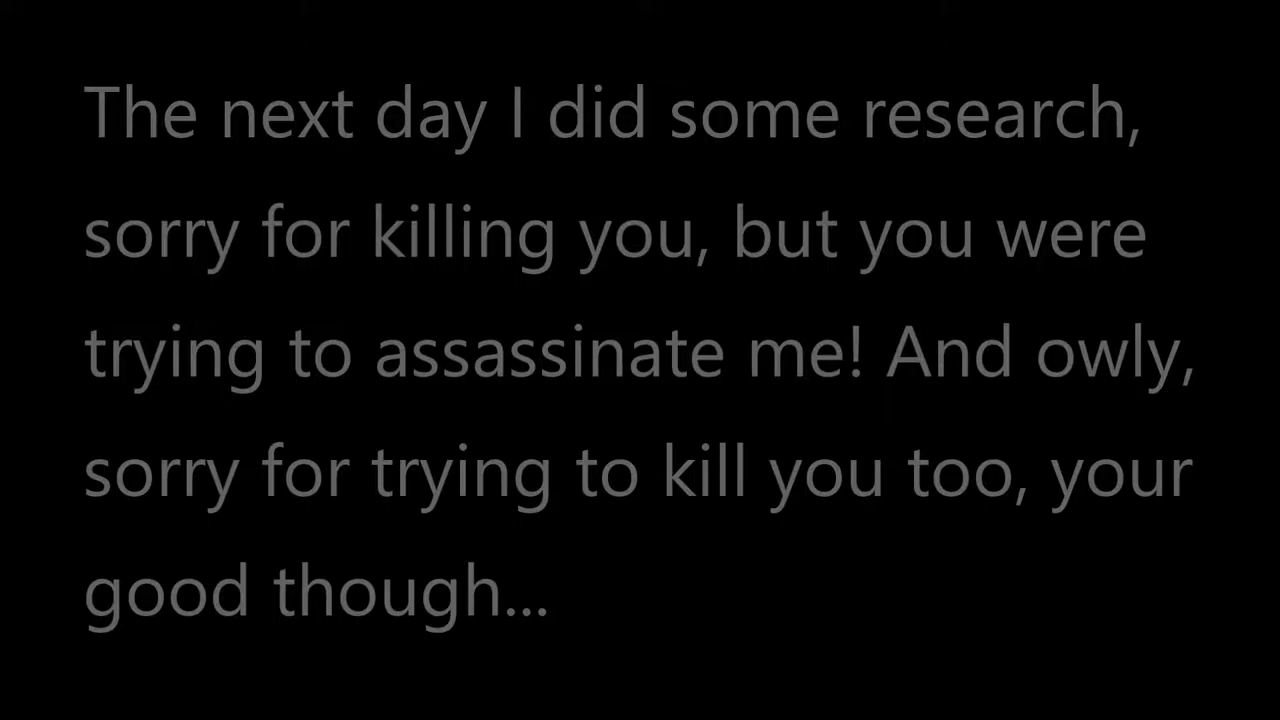 The next day I did some research,
sorry for killing you, but you were
trying to assassinate me! And owly,
sorry for trying to kill you too, your
good though...